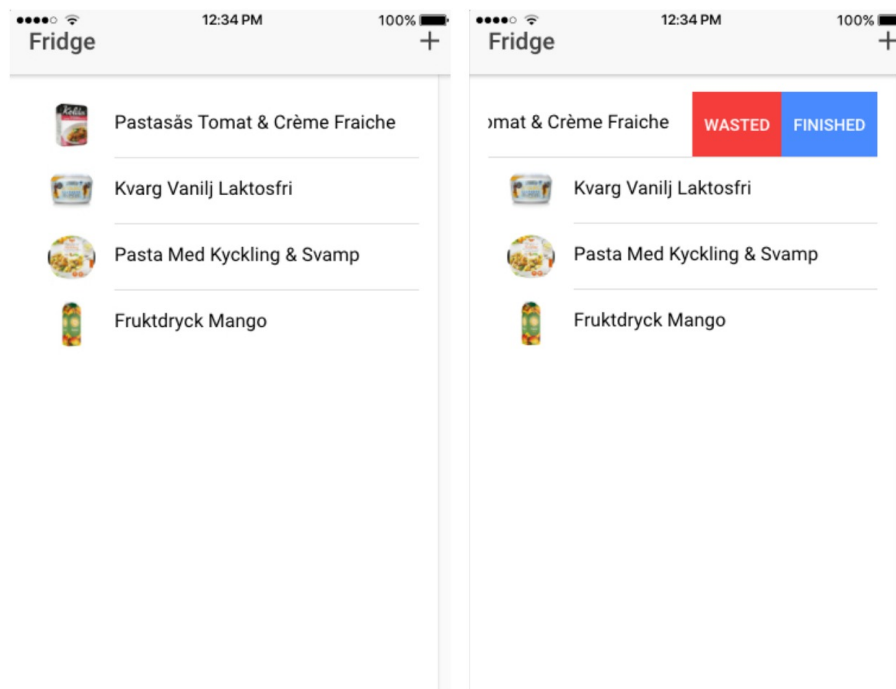 12:34 PM
100%
Fridge
+
Pastasås Tomat & Crème Fraiche
Kvarg Vanilj Laktosfri
Pasta Med Kyckling & Svamp
Fruktdryck Mango
12:34 PM
100%
Fridge
+
omat & Crème Fraiche
WASTED
FINISHED
Kvarg Vanilj Laktosfri
Pasta Med Kyckling & Svamp
Fruktdryck Mango